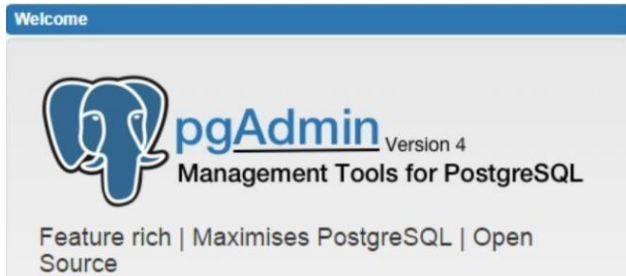 Welcome
pgAdmin Version 4
Management Tools for PostgreSQL
Feature rich | Maximises PostgreSQL | Open
Source